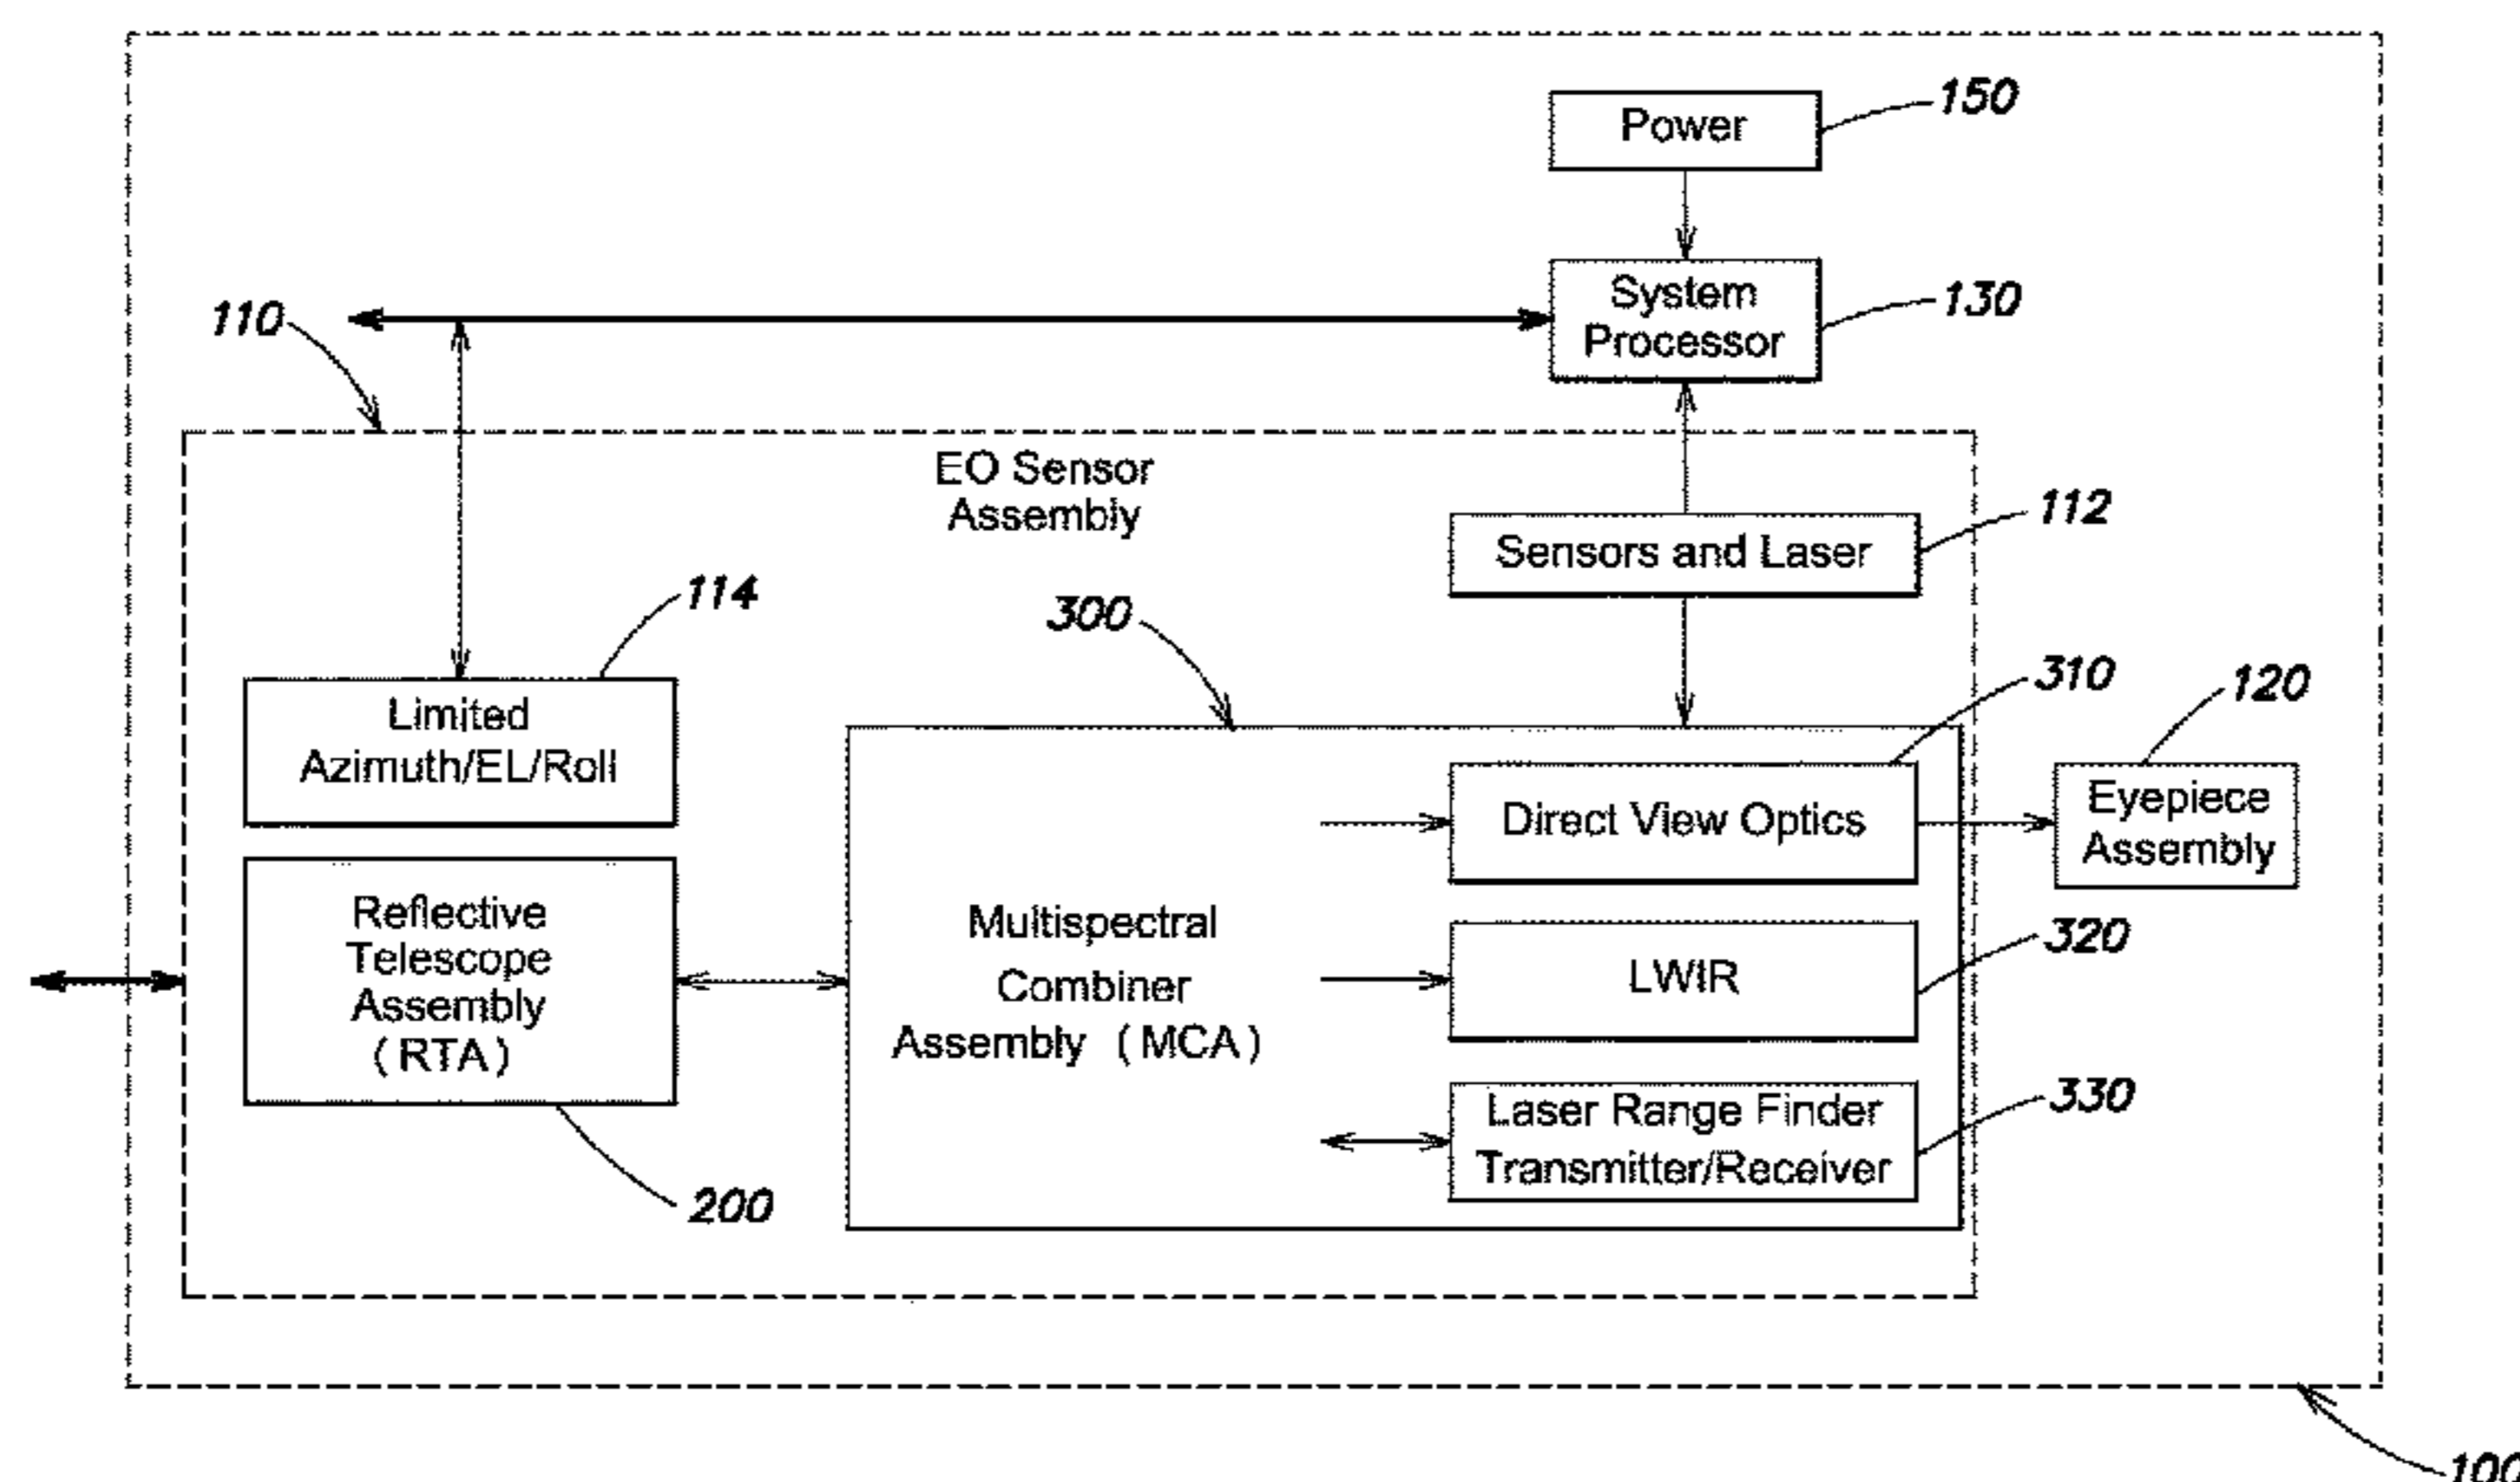 150
Power
System
Processor
130
110
EO Sensor
Assembly
112
Sensors and Laser
114
300
Limited
Azimuth/EL/Roll
310
120
Direct View Optics
Eyepiece
Assembly
Reflective
Telescope
Assembly
(RTA)
Multispectral
Combiner
Assembly (MCA)
320
LWIR
330
Laser Range Finder
Transmitter/Receiver
200
100